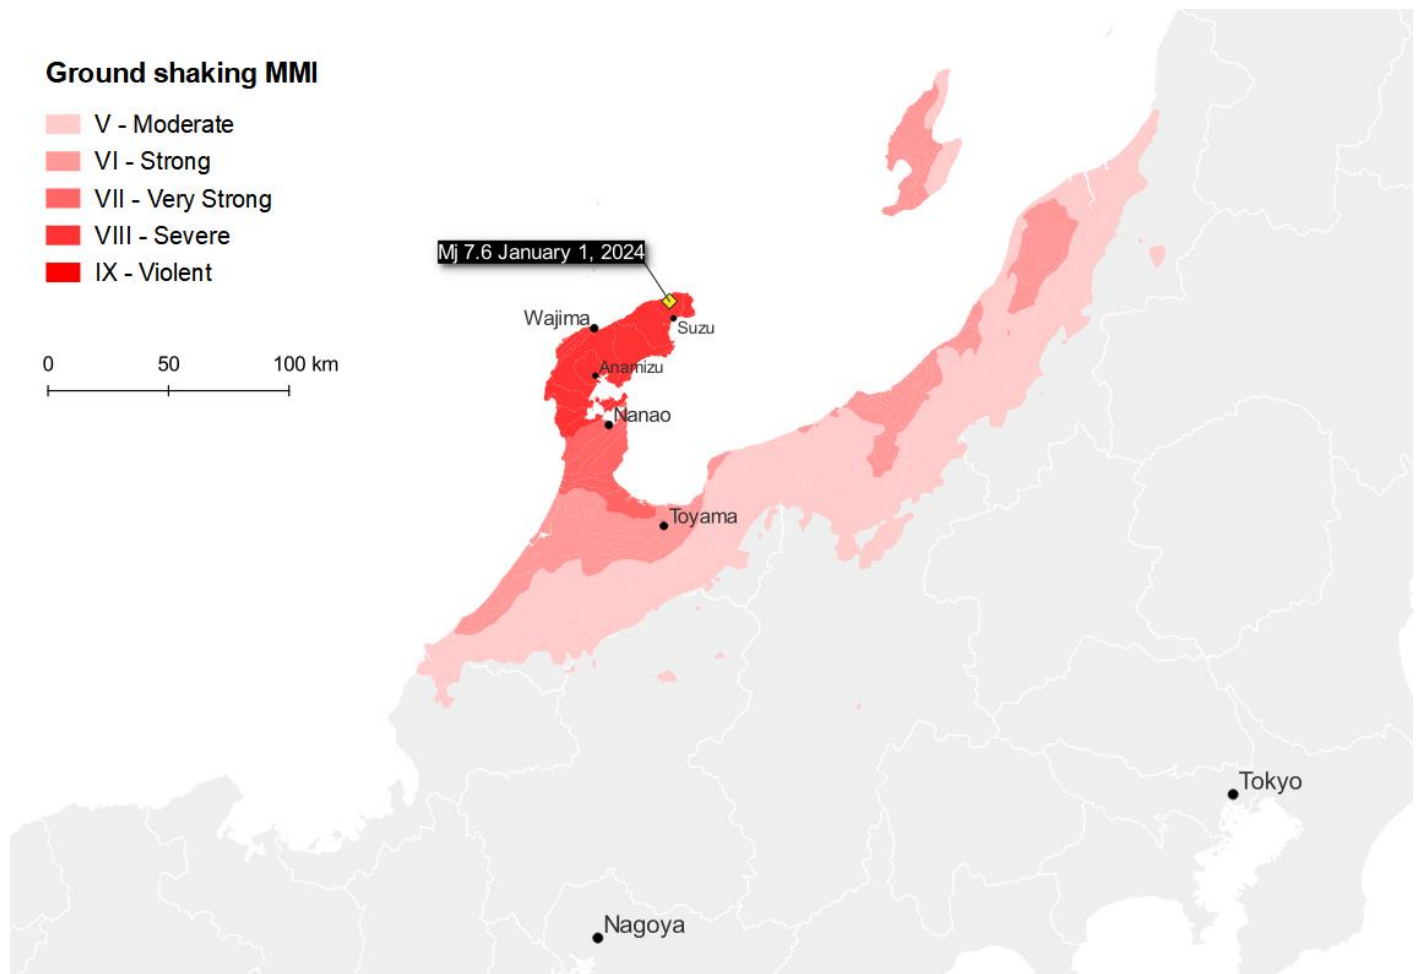 Ground shaking MMI
V - Moderate
VI - Strong
VII - Very Strong
VIII - Severe
IX - Violent
Mj 7.6 January 1, 2024
Wajima
Suzu
0 50 100 km
Anamizu
Nanao
Toyama
Tokyo
Nagoya